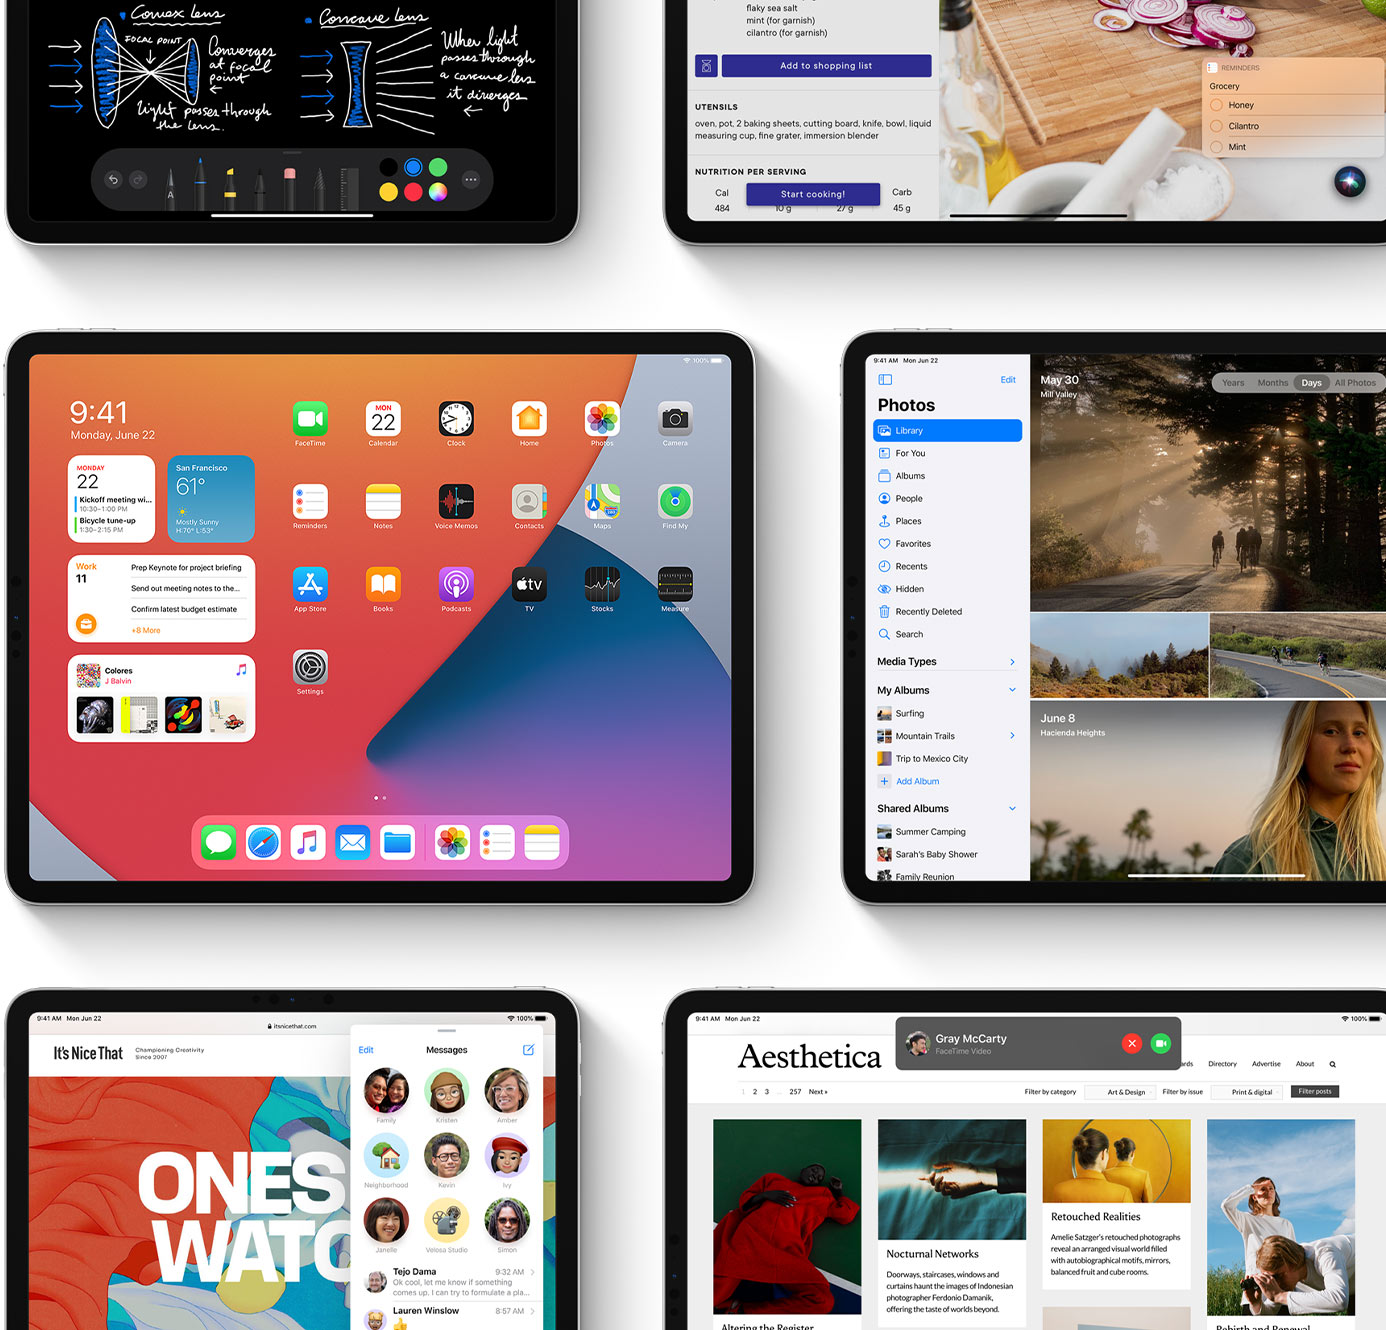 Convex lens
FOCAL POINT
Converges
at focal
point
Light passes through
the lens.
Concave lens
When light
passes through
a concave lens
it diverges
A
flaky sea salt
mint (for garnish)
cilantro (for garnish)
Add to shopping list
UTENSILS
oven, pot, 2 baking sheets, cutting board, knife, bowl, liquid
measuring cup, fine grater, immersion blender
NUTRITION PER SERVING
Cal
Carb
Start cooking!
484
10 g
27 g
45 g
REMINDERS
Grocery
Honey
Cilantro
Mint
100%
9:41
Monday, June 22
MONDAY
22
Kickoff meeting wi...
10:30–1:00 PM
Bicycle tune-up
1:30–2:15 PM
San Francisco
61°
Mostly Sunny
H:70° L:53°
Work
11
Prep Keynote for project briefing
Send out meeting notes to the...
Confirm latest budget estimate
+8 More
Colores
J Balvin
FaceTime
MON
22
Calendar
Clock
Home
Photos
Camera
Reminders
Notes
Voice Memos
Contacts
Maps
Find My
App Store
Books
Podcasts
tv
TV
Stocks
Measure
Settings
9:41 AM Mon Jun 22
Edit
Photos
Library
For You
Albums
People
Places
Favorites
Recents
Hidden
Recently Deleted
Search
Media Types
My Albums
Surfing
Mountain Trails
Trip to Mexico City
Add Album
Shared Albums
Summer Camping
Sarah's Baby Shower
Family Reunion
May 30
Mill Valley
Years Months Days All Photos
June 8
Hacienda Heights
9:41 AM Mon Jun 22
100%
itsnicethat.com
It's Nice That
Championing Creativity
Since 2007
ONES
WATC
Edit
Messages
Family
Kristen
Amber
Neighborhood
Kevin
Ivy
Janelle
Velosa Studio
Simon
Tejo Dama
9:32 AM
Ok cool, let me know if something
comes up. I can try to formulate a pla...
Lauren Winslow
8:57 AM
9:41 AM Mon Jun 22
100%
Aesthetica
Gray McCarty
FaceTime Video
ards
Directory
Advertise
About
1 2 3 ... 257 Next »
Filter by category
Art & Design
Filter by issue
Print & digital
Filter posts
Nocturnal Networks
Doorways, staircases, windows and
curtains haunt the images of Indonesian
photographer Ferdonio Damanik,
offering the taste of worlds beyond.
Retouched Realities
Amelie Satzger's retouched photographs
reveal an arranged visual world filled
with autobiographical motifs, mirrors,
balanced fruit and cube rooms.
Altering the Register
Rebirth and Renewal